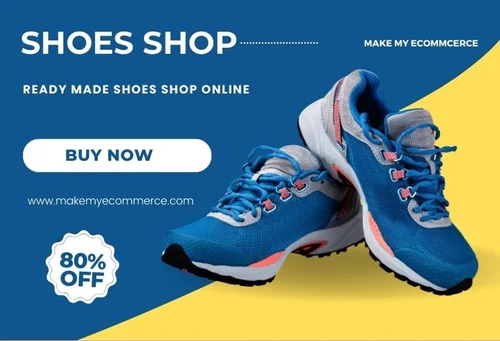 SHOES SHOP
MAKE MY ECOMMCERCE
READY MADE SHOES SHOP ONLINE
BUY NOW
www.makemyecommerce.com
80%
OFF